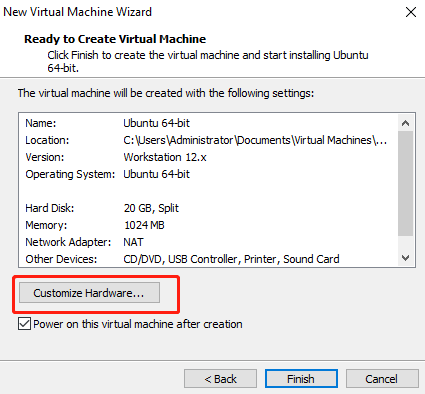 New Virtual Machine Wizard
Ready to Create Virtual Machine
Click Finish to create the virtual machine and start installing Ubuntu
64-bit.
The virtual machine will be created with the following settings:
Name: Ubuntu 64-bit
Location: C:\Users\Administrator\Documents\Virtual Machines\...
Version: Workstation 12.x
Operating System: Ubuntu 64-bit
Hard Disk: 20 GB, Split
Memory: 1024 MB
Network Adapter: NAT
Other Devices: CD/DVD, USB Controller, Printer, Sound Card
Customize Hardware...
Power on this virtual machine after creation
< Back Finish Cancel